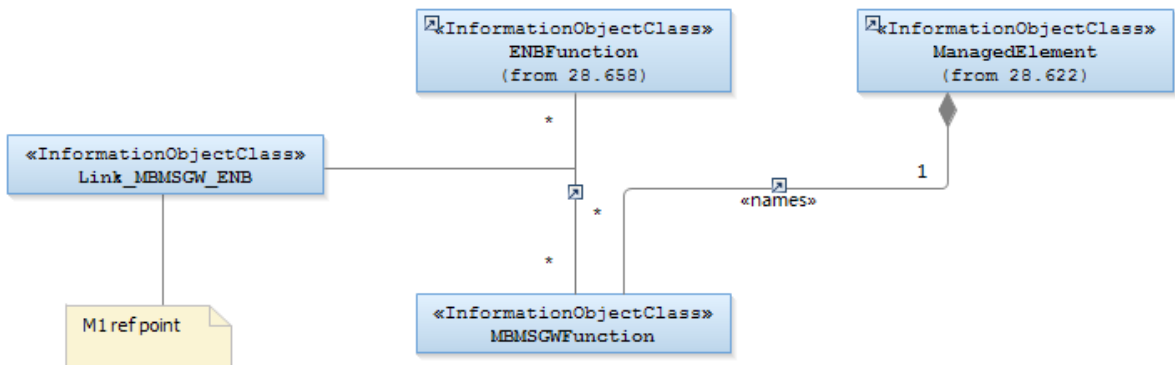 «InformationObjectClass»
ENBFunction
(from 28.658)
«InformationObjectClass»
ManagedElement
(from 28.622)
*
«InformationObjectClass»
Link_MBMSGW_ENB
1
«names»
*
*
M1 ref point
«InformationObjectClass»
MBMSGWFunction